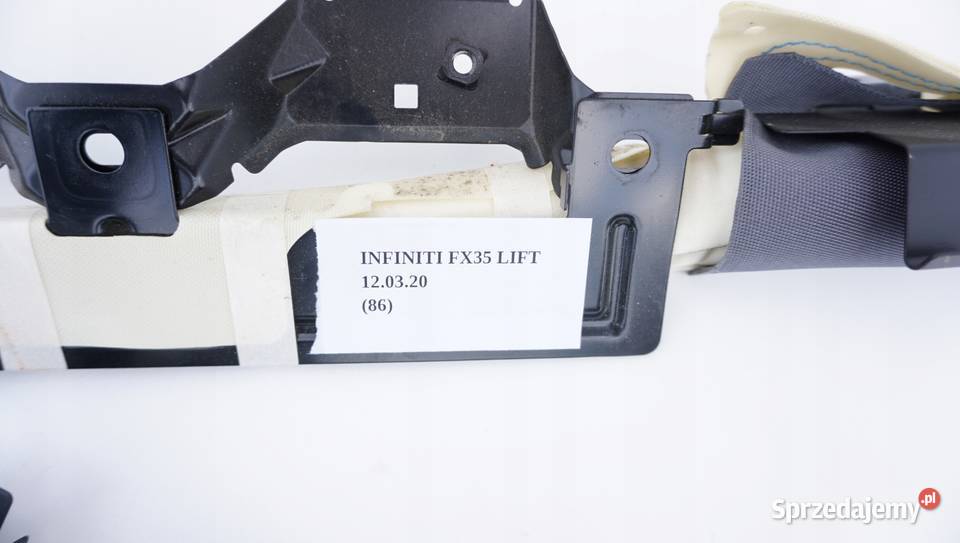 INFINITI FX35 LIFT
12.03.20
(86)
Sprzedajemy.pl